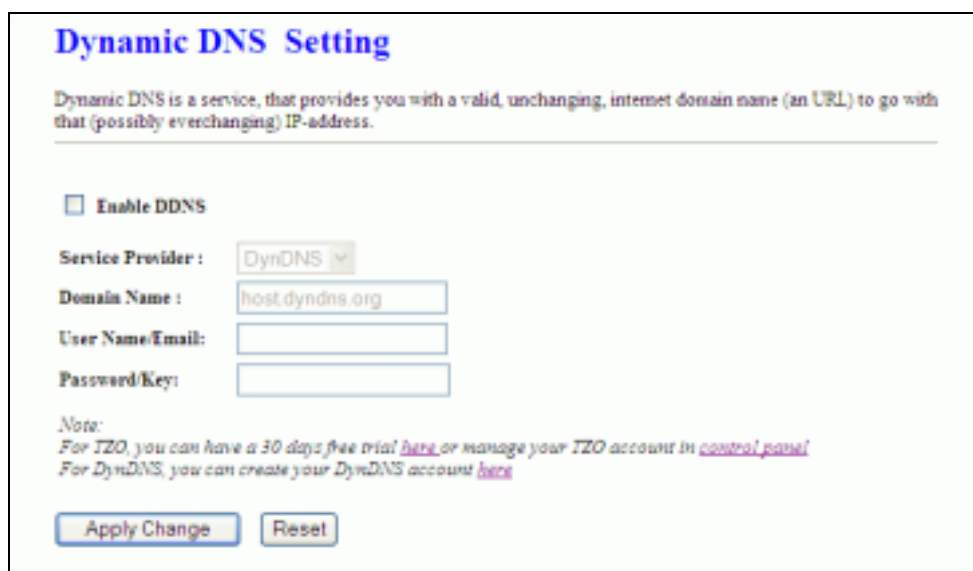 Dynamic DNS Setting
Dynamic DNS is a service, that provides you with a valid, unchanging, internet domain name (an URL) to go with
that (possibly everchanging) IP-address.
Enable DDNS
Service Provider : DynDNS
Domain Name : host.dyndns.org
User Name/Email:
Password/Key:
Note:
For TZO, you can have a 30 days free trial here or manage your TZO account in control panel
For DynDNS, you can create your DynDNS account here
Apply Change Reset